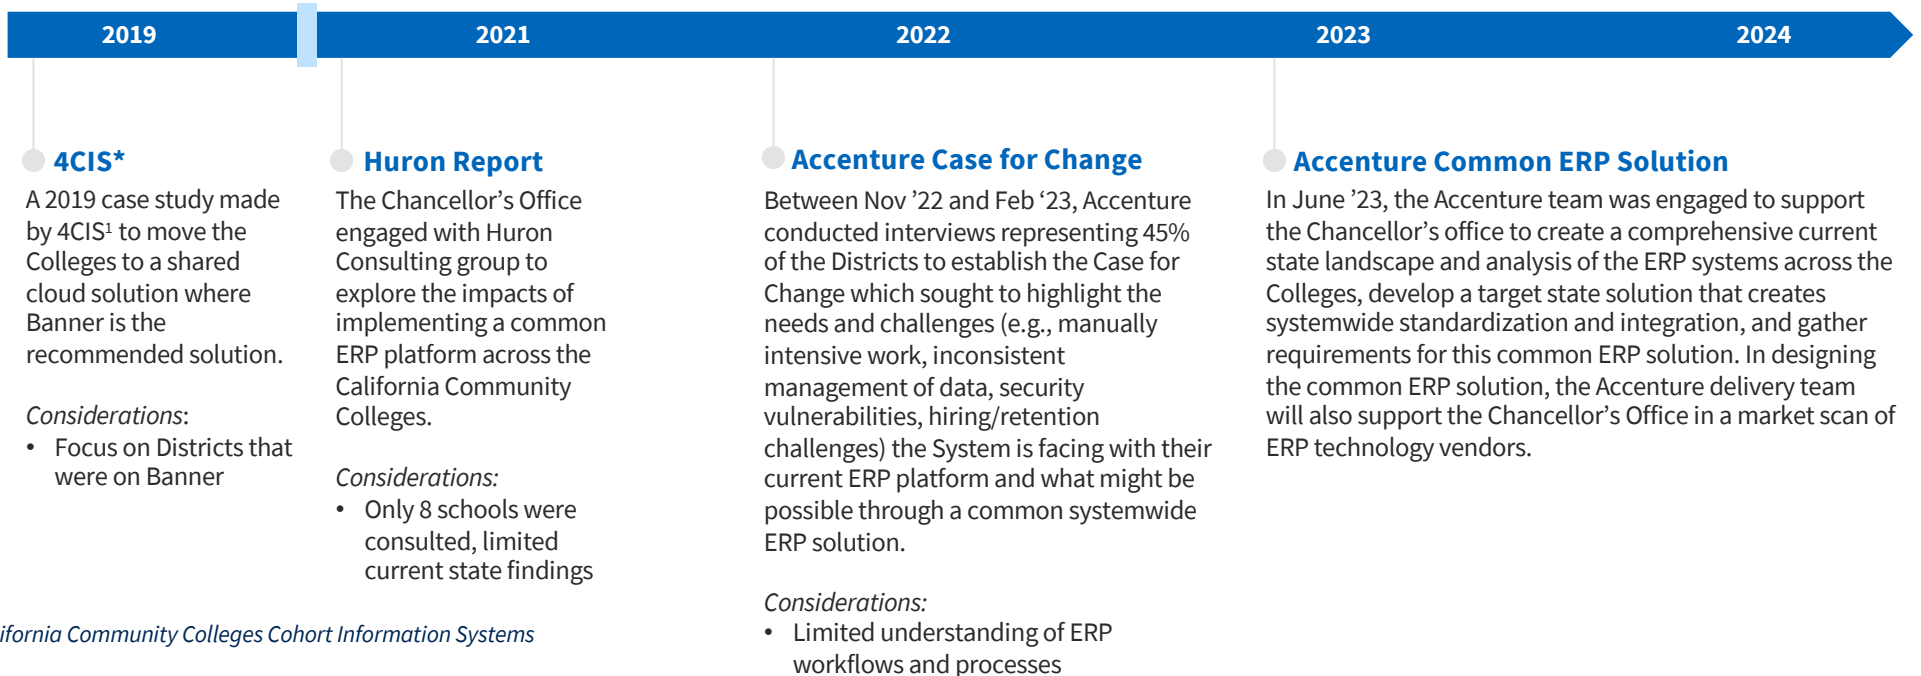 2019
2021
2022
2023
2024
4CIS*
A 2019 case study made
by 4CIS¹ to move the
Colleges to a shared
cloud solution where
Banner is the
recommended solution.
Considerations:
• Focus on Districts that
were on Banner
Huron Report
The Chancellor’s Office
engaged with Huron
Consulting group to
explore the impacts of
implementing a common
ERP platform across the
California Community
Colleges.
Considerations:
• Only 8 schools were
consulted, limited
current state findings
Accenture Case for Change
Between Nov ’22 and Feb ‘23, Accenture
conducted interviews representing 45%
of the Districts to establish the Case for
Change which sought to highlight the
needs and challenges (e.g., manually
intensive work, inconsistent
management of data, security
vulnerabilities, hiring/retention
challenges) the System is facing with their
current ERP platform and what might be
possible through a common systemwide
ERP solution.
Considerations:
• Limited understanding of ERP
workflows and processes
Accenture Common ERP Solution
In June ’23, the Accenture team was engaged to support
the Chancellor’s office to create a comprehensive current
state landscape and analysis of the ERP systems across the
Colleges, develop a target state solution that creates
systemwide standardization and integration, and gather
requirements for this common ERP solution. In designing
the common ERP solution, the Accenture delivery team
will also support the Chancellor’s Office in a market scan of
ERP technology vendors.
ifornia Community Colleges Cohort Information Systems